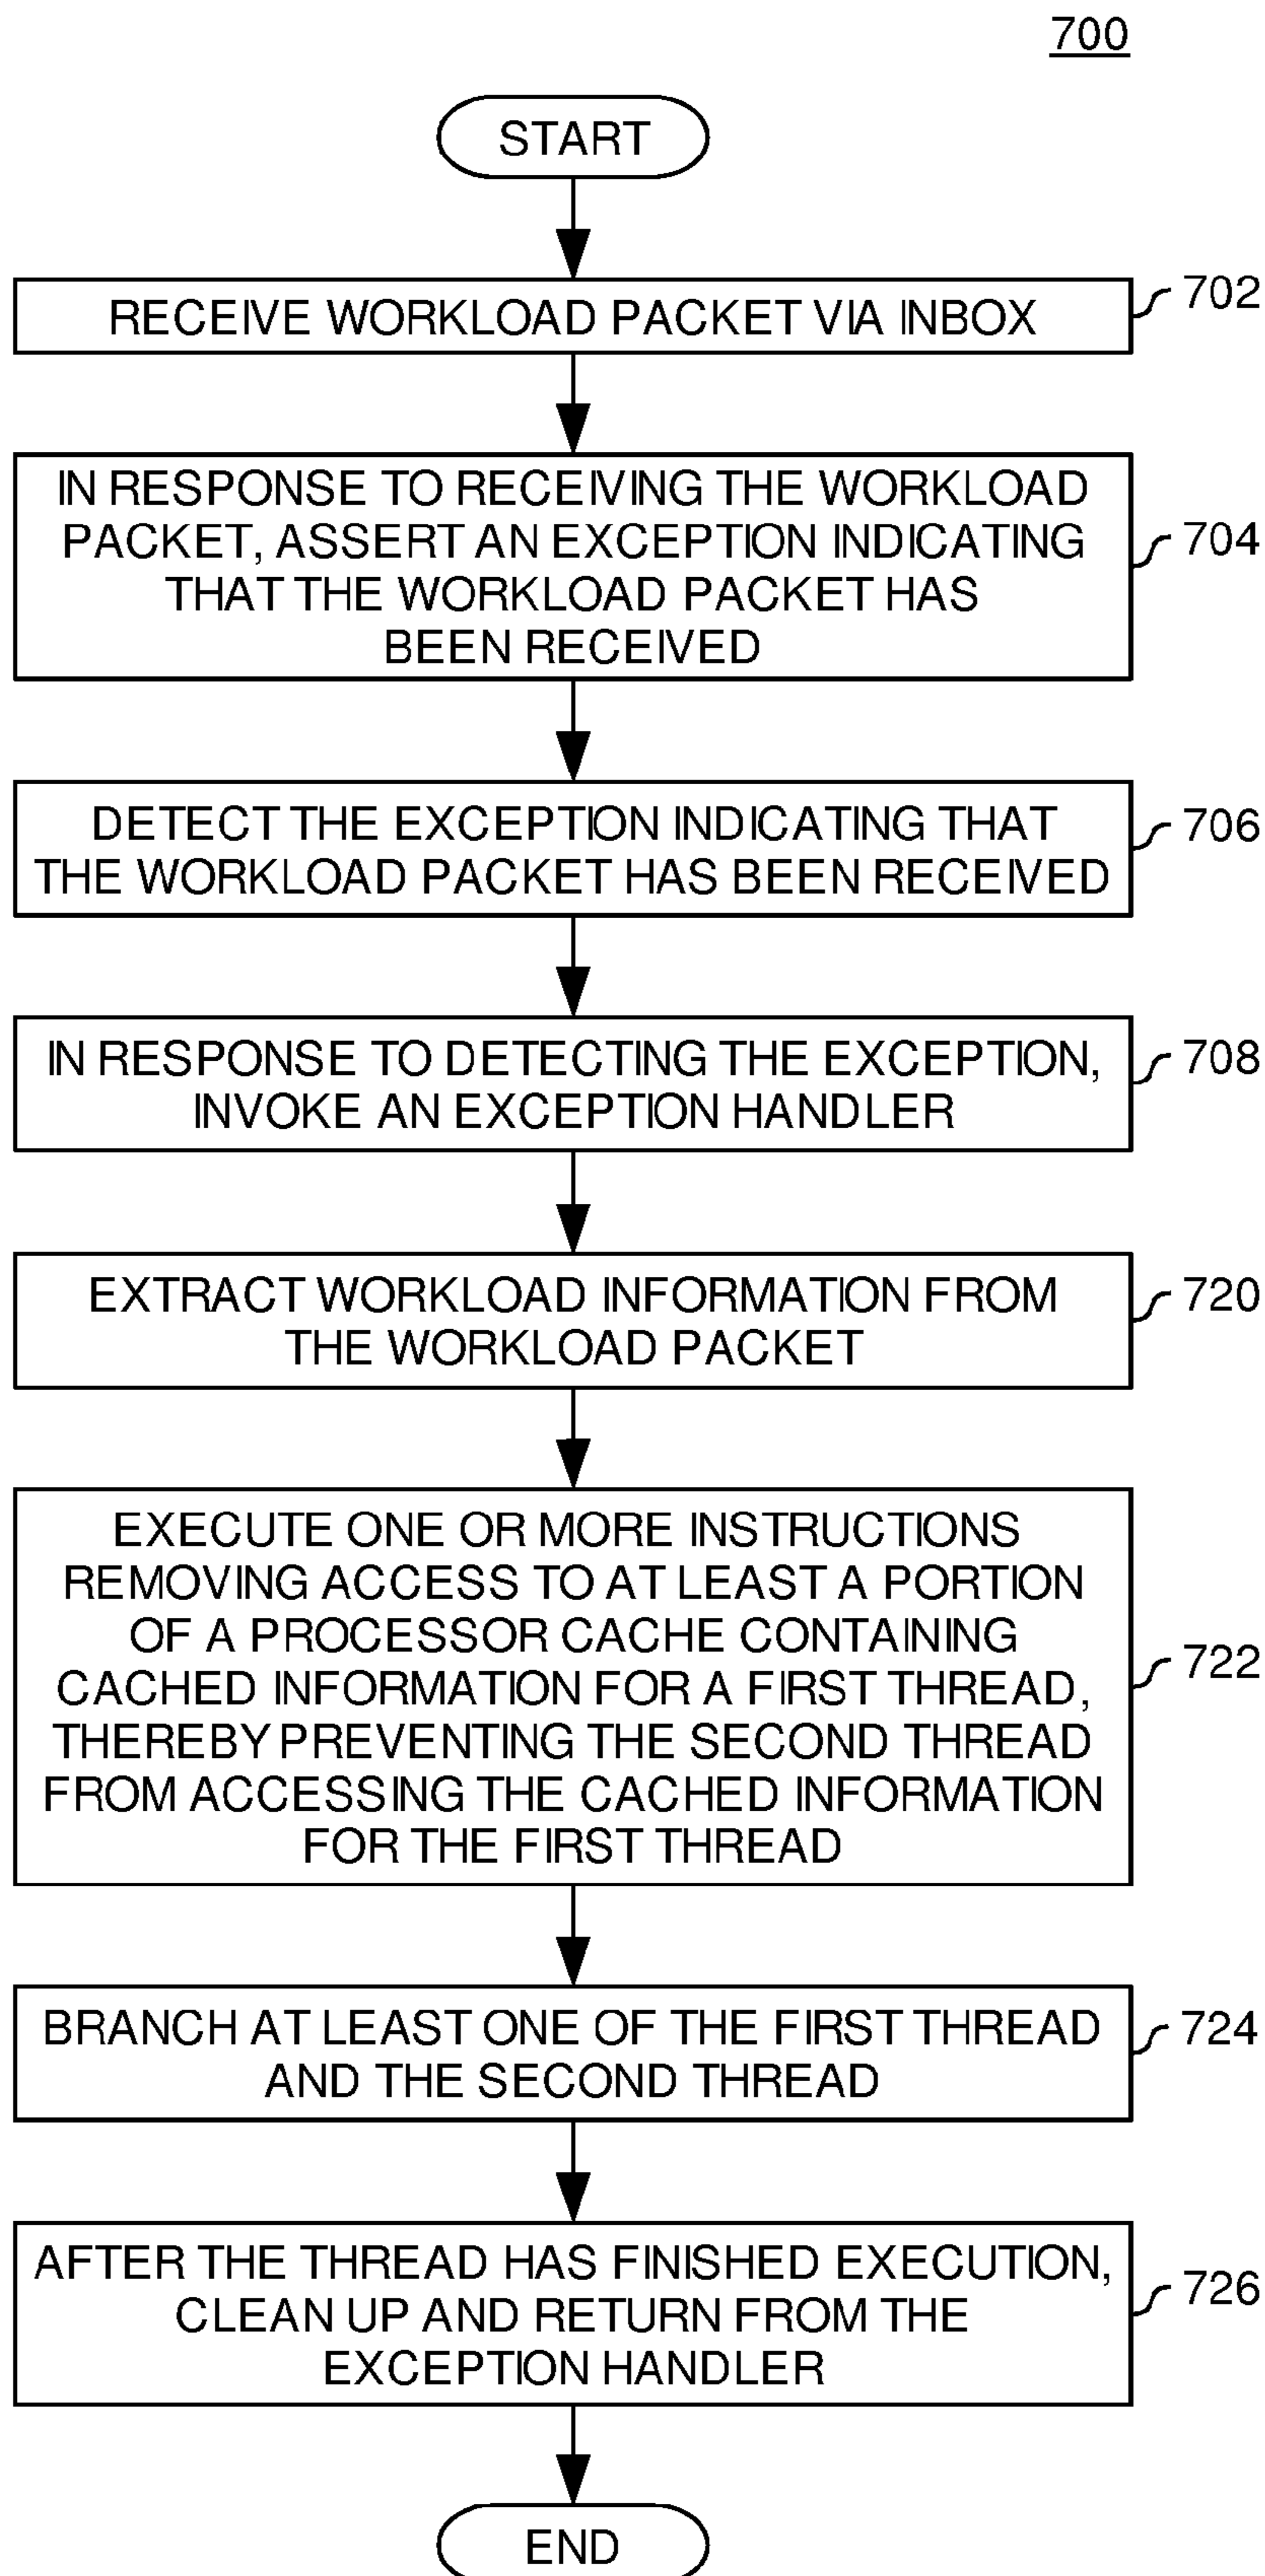 700
START
RECEIVE WORKLOAD PACKET VIA INBOX
702
IN RESPONSE TO RECEIVING THE WORKLOAD
PACKET, ASSERT AN EXCEPTION INDICATING
THAT THE WORKLOAD PACKET HAS
BEEN RECEIVED
704
DETECT THE EXCEPTION INDICATING THAT
THE WORKLOAD PACKET HAS BEEN RECEIVED
706
IN RESPONSE TO DETECTING THE EXCEPTION,
INVOKE AN EXCEPTION HANDLER
708
EXTRACT WORKLOAD INFORMATION FROM
THE WORKLOAD PACKET
720
EXECUTE ONE OR MORE INSTRUCTIONS
REMOVING ACCESS TO AT LEAST A PORTION
OF A PROCESSOR CACHE CONTAINING
CACHED INFORMATION FOR A FIRST THREAD,
THEREBY PREVENTING THE SECOND THREAD
FROM ACCESSING THE CACHED INFORMATION
FOR THE FIRST THREAD
722
BRANCH AT LEAST ONE OF THE FIRST THREAD
AND THE SECOND THREAD
724
AFTER THE THREAD HAS FINISHED EXECUTION,
CLEAN UP AND RETURN FROM THE
EXCEPTION HANDLER
726
END